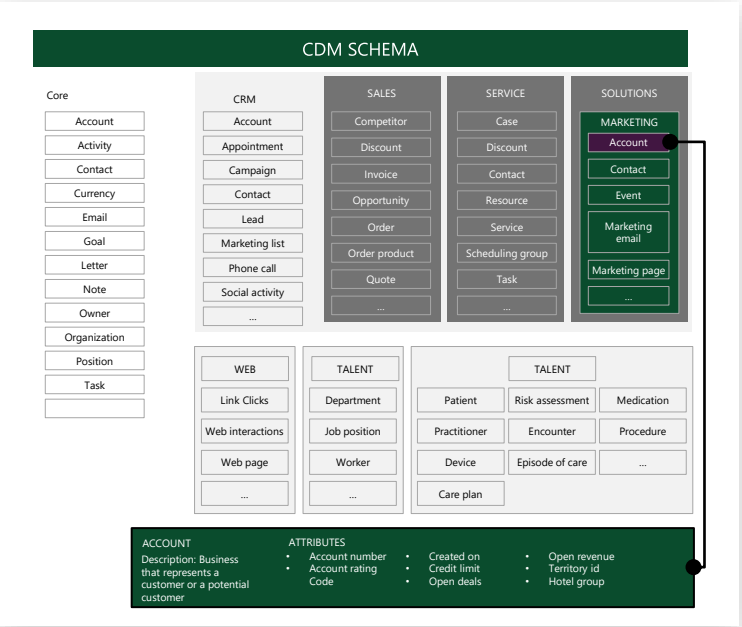 CDM SCHEMA
Core
Account
Activity
Contact
Currency
Email
Goal
Letter
Note
Owner
Organization
Position
Task
CRM
Account
Appointment
Campaign
Contact
Lead
Marketing list
Phone call
Social activity
...
SALES
Competitor
Discount
Invoice
Opportunity
Order
Order product
Quote
...
SERVICE
Case
Discount
Contact
Resource
Service
Scheduling group
Task
...
SOLUTIONS
MARKETING
Account
Contact
Event
Marketing
email
Marketing page
...
WEB
Link Clicks
Web interactions
Web page
...
TALENT
Department
Job position
Worker
...
TALENT
Patient
Risk assessment
Medication
Practitioner
Encounter
Procedure
Device
Episode of care
...
Care plan
ACCOUNT
Description: Business
that represents a
customer or a potential
customer
ATTRIBUTES
• Account number
• Account rating
Code
• Created on
• Credit limit
• Open deals
• Open revenue
• Territory id
• Hotel group